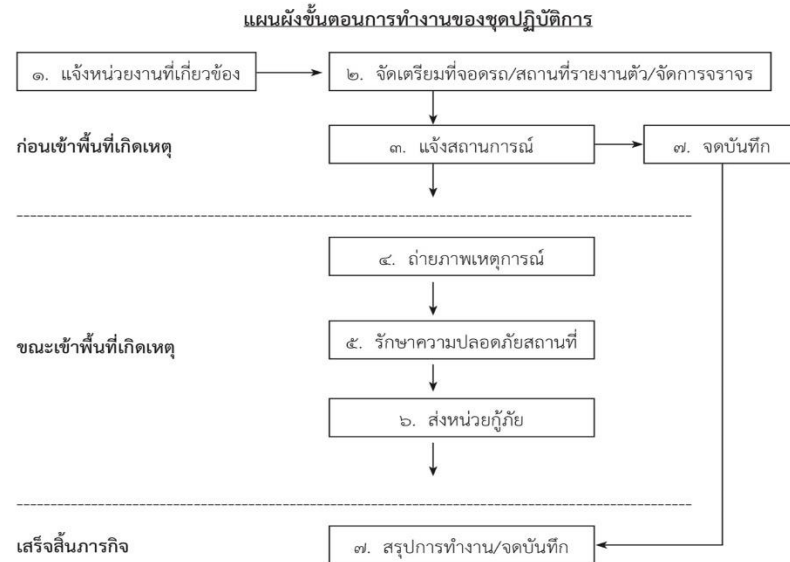 แผนผังขั้นตอนการทำงานของชุดปฏิบัติการ
๑. แจ้งหน่วยงานที่เกี่ยวข้อง
๒. จัดเตรียมที่จอดรถ/สถานที่รายงานตัว/จัดการจราจร
ก่อนเข้าพื้นที่เกิดเหตุ
๓. แจ้งสถานการณ์
๗. จดบันทึก
๔. ถ่ายภาพเหตุการณ์
ขณะเข้าพื้นที่เกิดเหตุ
๕. รักษาความปลอดภัยสถานที่
๖. ส่งหน่วยกู้ภัย
เสร็จสิ้นภารกิจ
๗. สรุปการทำงาน/จดบันทึก